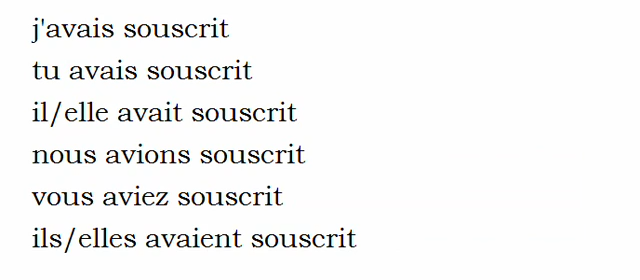 j'avais souscrit
tu avais souscrit
il/elle avait souscrit
nous avions souscrit
vous aviez souscrit
ils/elles avaient souscrit